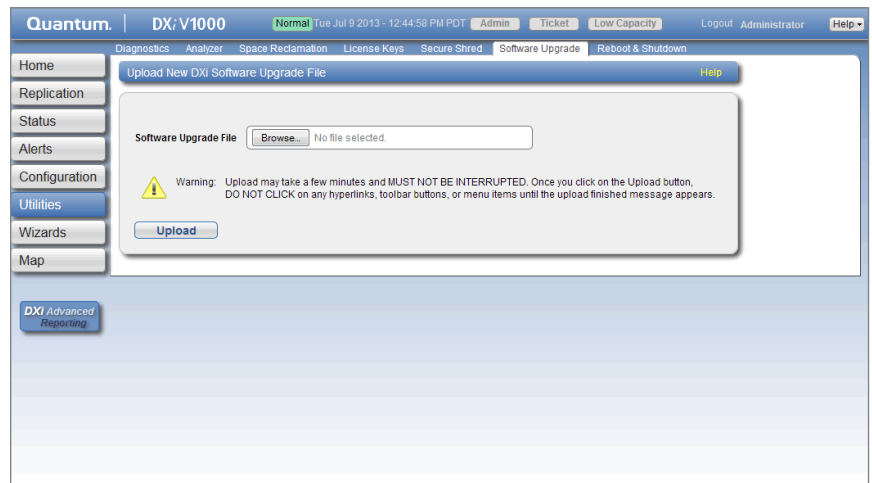 Quantum. DXi V1000 Normal Tue Jul 9 2013 - 12:44:58 PM PDT Admin Ticket Low Capacity Logout Administrator Help
Diagnostics Analyzer Space Reclamation License Keys Secure Shred Software Upgrade Reboot & Shutdown
Home
Upload New DXi Software Upgrade File Help
Replication
Status
Software Upgrade File Browse... No file selected.
Alerts
Configuration
Warning: Upload may take a few minutes and MUST NOT BE INTERRUPTED. Once you click on the Upload button,
DO NOT CLICK on any hyperlinks, toolbar buttons, or menu items until the upload finished message appears.
Utilities
Wizards
Upload
Map
DXi Advanced
Reporting